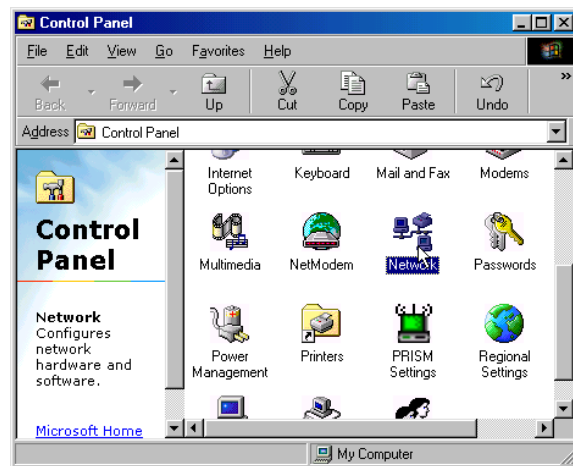 Control Panel
File Edit View Go Favorites Help
Back Forward Up Cut Copy Paste Undo »
Address Control Panel
Control
Panel
Network
Configures
network
hardware and
software.
Microsoft Home
Internet
Options
Keyboard
Mail and Fax
Modems
Multimedia
NetModem
Network
Passwords
Power
Management
Printers
PRISM
Settings
Regional
Settings
My Computer